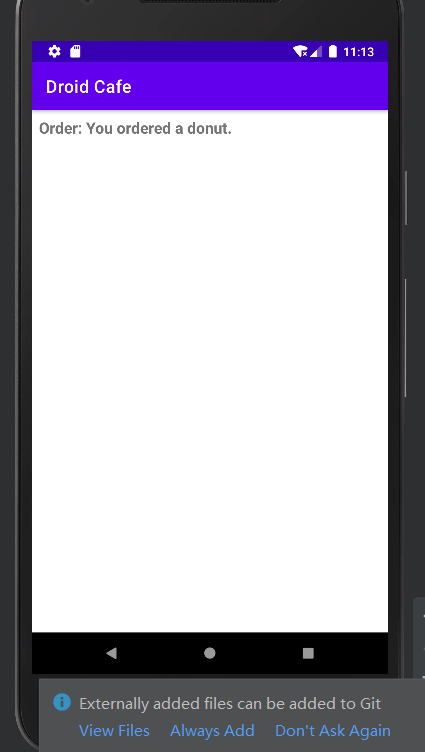 11:13
Droid Cafe
Order: You ordered a donut.
Externally added files can be added to Git
View Files Always Add Don't Ask Again